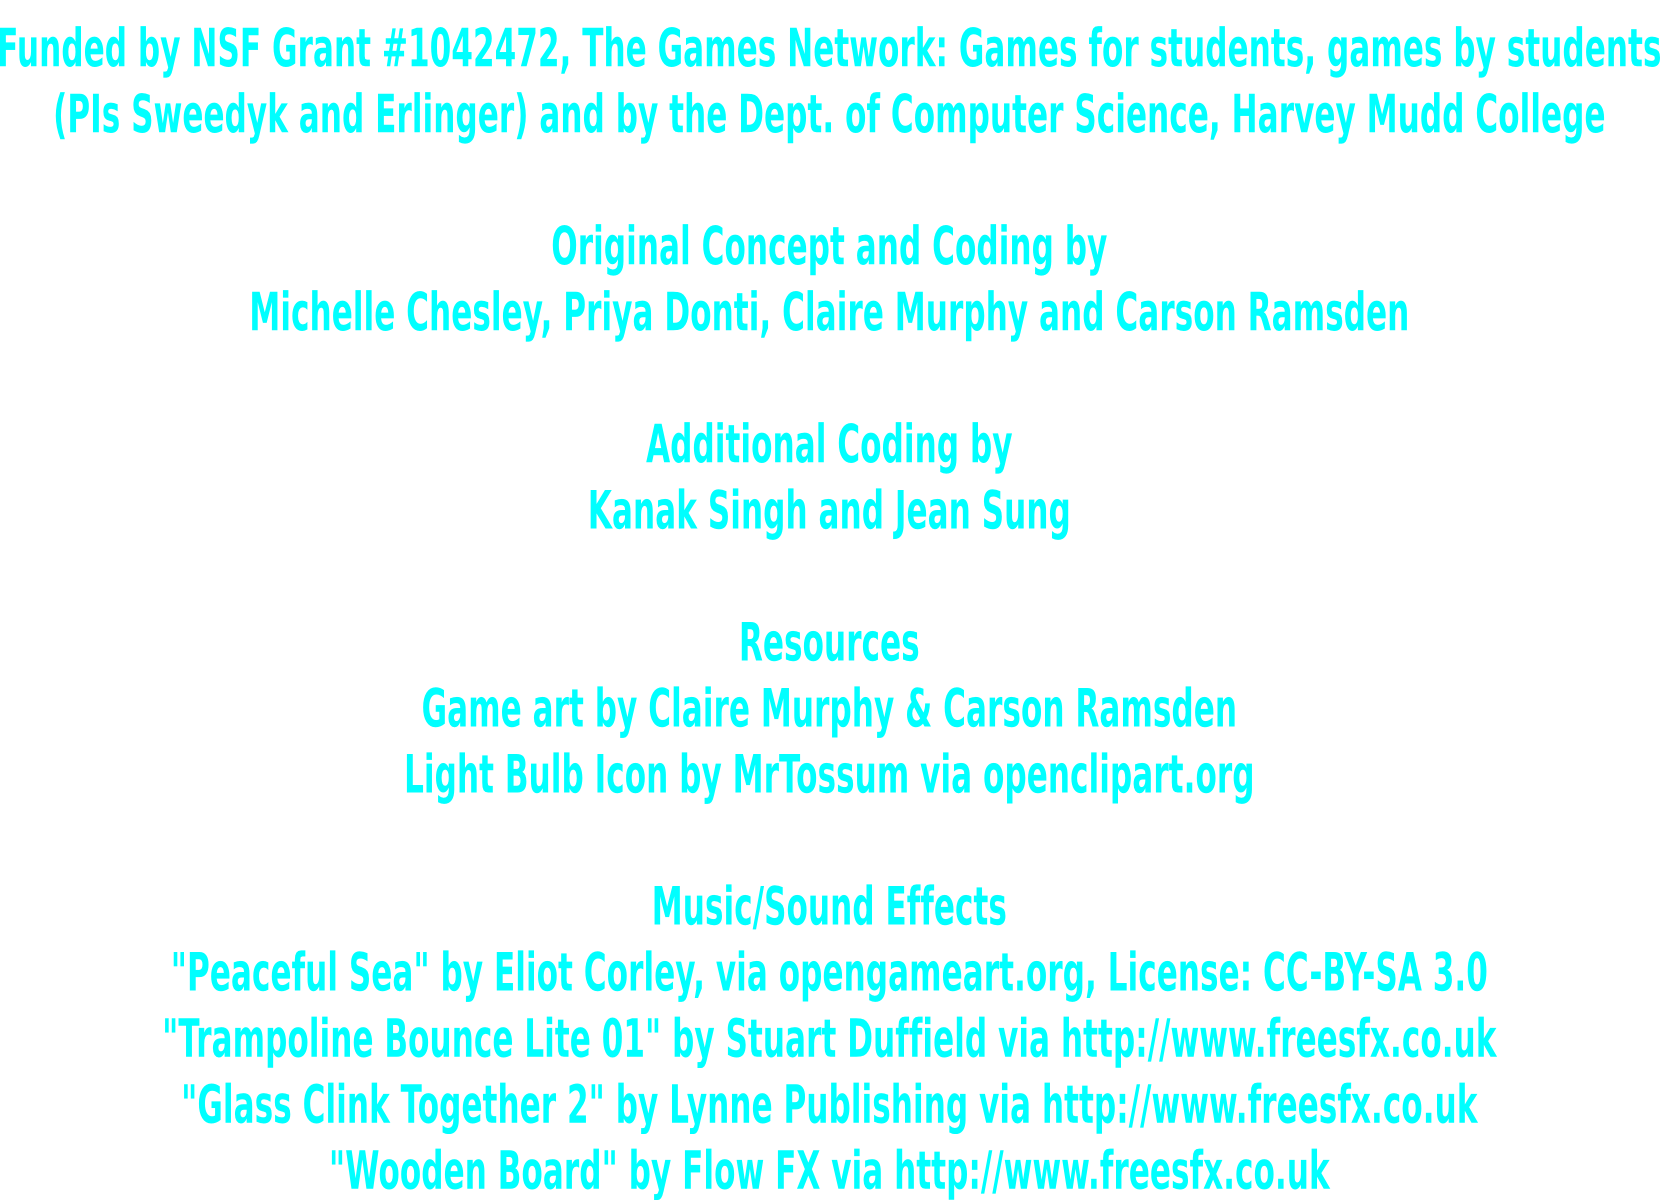 Funded by NSF Grant #1042472, The Games Network: Games for students, games by students
(PIs Sweedyk and Erlinger) and by the Dept. of Computer Science, Harvey Mudd College
Original Concept and Coding by
Michelle Chesley, Priya Donti, Claire Murphy and Carson Ramsden
Additional Coding by
Kanak Singh and Jean Sung
Resources
Game art by Claire Murphy & Carson Ramsden
Light Bulb Icon by MrTossum via openclipart.org
Music/Sound Effects
"Peaceful Sea" by Eliot Corley, via opengameart.org, License: CC-BY-SA 3.0
"Trampoline Bounce Lite 01" by Stuart Duffield via http://www.freesfx.co.uk
"Glass Clink Together 2" by Lynne Publishing via http://www.freesfx.co.uk
"Wooden Board" by Flow FX via http://www.freesfx.co.uk